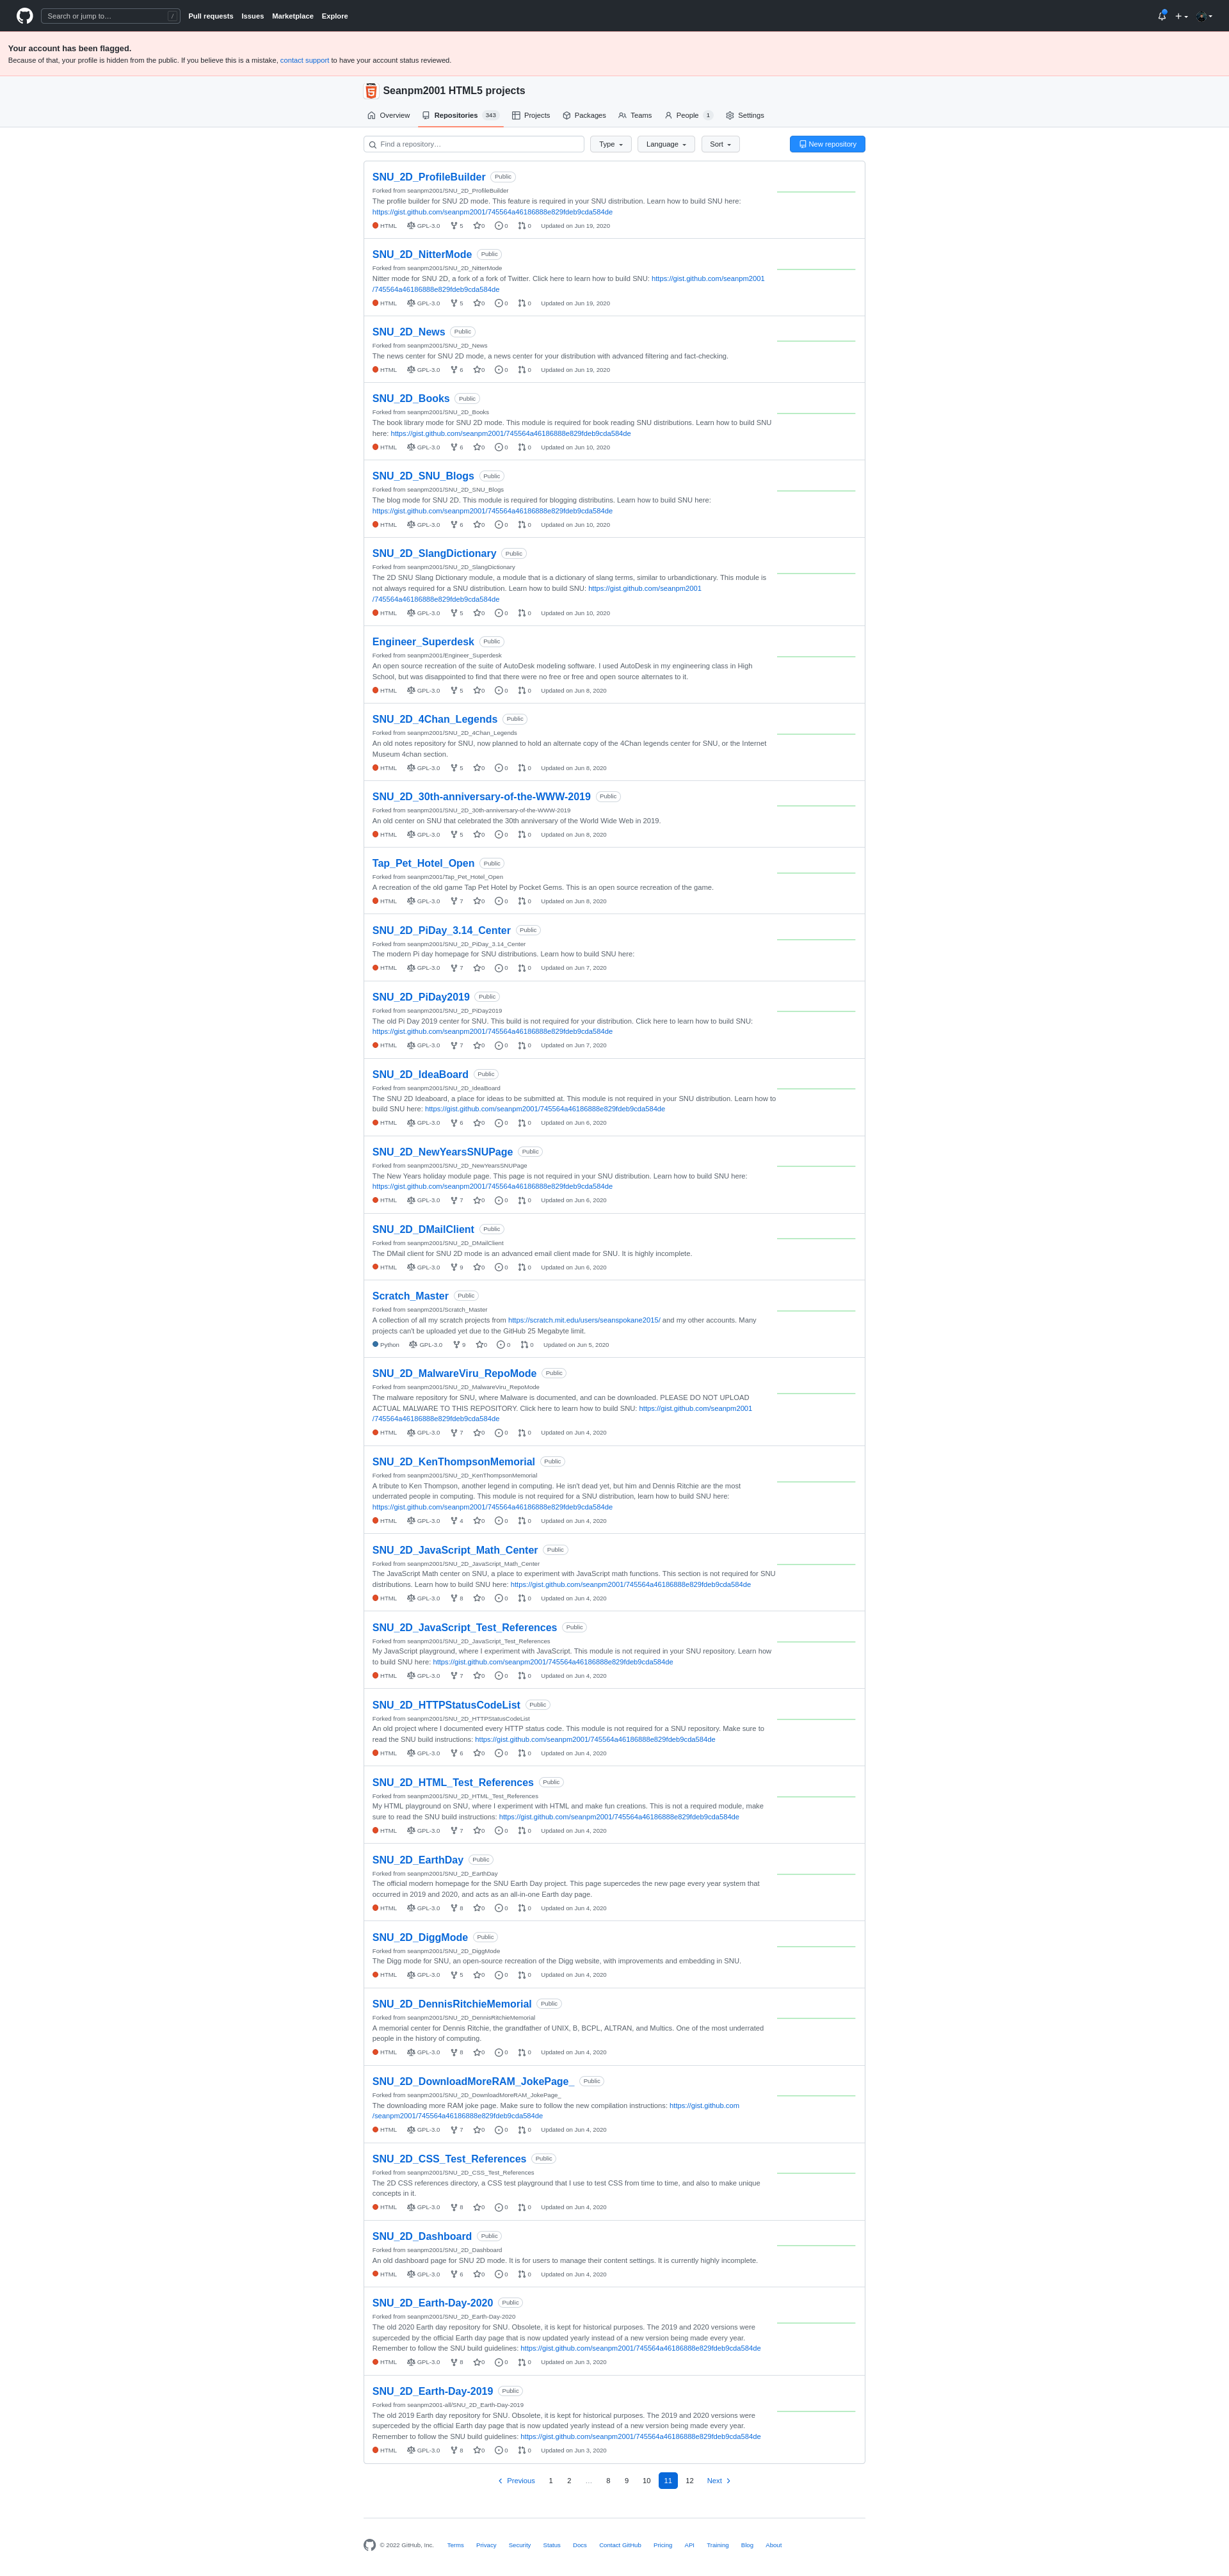 Search or jump to… /
Pull requests Issues Marketplace Explore
Your account has been flagged.
Because of that, your profile is hidden from the public. If you believe this is a mistake, contact support to have your account status reviewed.
Seanpm2001 HTML5 projects
Overview Repositories 343 Projects Packages Teams People 1 Settings
Find a repository… Type Language Sort New repository
SNU_2D_ProfileBuilder Public
Forked from seanpm2001/SNU_2D_ProfileBuilder
The profile builder for SNU 2D mode. This feature is required in your SNU distribution. Learn how to build SNU here:
https://gist.github.com/seanpm2001/745564a46186888e829fdeb9cda584de
HTML GPL-3.0 5 0 0 0 Updated on Jun 19, 2020
SNU_2D_NitterMode Public
Forked from seanpm2001/SNU_2D_NitterMode
Nitter mode for SNU 2D, a fork of a fork of Twitter. Click here to learn how to build SNU: https://gist.github.com/seanpm2001
/745564a46186888e829fdeb9cda584de
HTML GPL-3.0 5 0 0 0 Updated on Jun 19, 2020
SNU_2D_News Public
Forked from seanpm2001/SNU_2D_News
The news center for SNU 2D mode, a news center for your distribution with advanced filtering and fact-checking.
HTML GPL-3.0 6 0 0 0 Updated on Jun 19, 2020
SNU_2D_Books Public
Forked from seanpm2001/SNU_2D_Books
The book library mode for SNU 2D mode. This module is required for book reading SNU distributions. Learn how to build SNU
here: https://gist.github.com/seanpm2001/745564a46186888e829fdeb9cda584de
HTML GPL-3.0 6 0 0 0 Updated on Jun 10, 2020
SNU_2D_SNU_Blogs Public
Forked from seanpm2001/SNU_2D_SNU_Blogs
The blog mode for SNU 2D. This module is required for blogging distributins. Learn how to build SNU here:
https://gist.github.com/seanpm2001/745564a46186888e829fdeb9cda584de
HTML GPL-3.0 6 0 0 0 Updated on Jun 10, 2020
SNU_2D_SlangDictionary Public
Forked from seanpm2001/SNU_2D_SlangDictionary
The 2D SNU Slang Dictionary module, a module that is a dictionary of slang terms, similar to urbandictionary. This module is
not always required for a SNU distribution. Learn how to build SNU: https://gist.github.com/seanpm2001
/745564a46186888e829fdeb9cda584de
HTML GPL-3.0 5 0 0 0 Updated on Jun 10, 2020
Engineer_Superdesk Public
Forked from seanpm2001/Engineer_Superdesk
An open source recreation of the suite of AutoDesk modeling software. I used AutoDesk in my engineering class in High
School, but was disappointed to find that there were no free or free and open source alternates to it.
HTML GPL-3.0 5 0 0 0 Updated on Jun 8, 2020
SNU_2D_4Chan_Legends Public
Forked from seanpm2001/SNU_2D_4Chan_Legends
An old notes repository for SNU, now planned to hold an alternate copy of the 4Chan legends center for SNU, or the Internet
Museum 4chan section.
HTML GPL-3.0 5 0 0 0 Updated on Jun 8, 2020
SNU_2D_30th-anniversary-of-the-WWW-2019 Public
Forked from seanpm2001/SNU_2D_30th-anniversary-of-the-WWW-2019
An old center on SNU that celebrated the 30th anniversary of the World Wide Web in 2019.
HTML GPL-3.0 5 0 0 0 Updated on Jun 8, 2020
Tap_Pet_Hotel_Open Public
Forked from seanpm2001/Tap_Pet_Hotel_Open
A recreation of the old game Tap Pet Hotel by Pocket Gems. This is an open source recreation of the game.
HTML GPL-3.0 7 0 0 0 Updated on Jun 8, 2020
SNU_2D_PiDay_3.14_Center Public
Forked from seanpm2001/SNU_2D_PiDay_3.14_Center
The modern Pi day homepage for SNU distributions. Learn how to build SNU here:
HTML GPL-3.0 7 0 0 0 Updated on Jun 7, 2020
SNU_2D_PiDay2019 Public
Forked from seanpm2001/SNU_2D_PiDay2019
The old Pi Day 2019 center for SNU. This build is not required for your distribution. Click here to learn how to build SNU:
https://gist.github.com/seanpm2001/745564a46186888e829fdeb9cda584de
HTML GPL-3.0 7 0 0 0 Updated on Jun 7, 2020
SNU_2D_IdeaBoard Public
Forked from seanpm2001/SNU_2D_IdeaBoard
The SNU 2D Ideaboard, a place for ideas to be submitted at. This module is not required in your SNU distribution. Learn how to
build SNU here: https://gist.github.com/seanpm2001/745564a46186888e829fdeb9cda584de
HTML GPL-3.0 6 0 0 0 Updated on Jun 6, 2020
SNU_2D_NewYearsSNUPage Public
Forked from seanpm2001/SNU_2D_NewYearsSNUPage
The New Years holiday module page. This page is not required in your SNU distribution. Learn how to build SNU here:
https://gist.github.com/seanpm2001/745564a46186888e829fdeb9cda584de
HTML GPL-3.0 7 0 0 0 Updated on Jun 6, 2020
SNU_2D_DMailClient Public
Forked from seanpm2001/SNU_2D_DMailClient
The DMail client for SNU 2D mode is an advanced email client made for SNU. It is highly incomplete.
HTML GPL-3.0 9 0 0 0 Updated on Jun 6, 2020
Scratch_Master Public
Forked from seanpm2001/Scratch_Master
A collection of all my scratch projects from https://scratch.mit.edu/users/seanspokane2015/ and my other accounts. Many
projects can't be uploaded yet due to the GitHub 25 Megabyte limit.
Python GPL-3.0 9 0 0 0 Updated on Jun 5, 2020
SNU_2D_MalwareViru_RepoMode Public
Forked from seanpm2001/SNU_2D_MalwareViru_RepoMode
The malware repository for SNU, where Malware is documented, and can be downloaded. PLEASE DO NOT UPLOAD
ACTUAL MALWARE TO THIS REPOSITORY. Click here to learn how to build SNU: https://gist.github.com/seanpm2001
/745564a46186888e829fdeb9cda584de
HTML GPL-3.0 7 0 0 0 Updated on Jun 4, 2020
SNU_2D_KenThompsonMemorial Public
Forked from seanpm2001/SNU_2D_KenThompsonMemorial
A tribute to Ken Thompson, another legend in computing. He isn't dead yet, but him and Dennis Ritchie are the most
underrated people in computing. This module is not required for a SNU distribution, learn how to build SNU here:
https://gist.github.com/seanpm2001/745564a46186888e829fdeb9cda584de
HTML GPL-3.0 4 0 0 0 Updated on Jun 4, 2020
SNU_2D_JavaScript_Math_Center Public
Forked from seanpm2001/SNU_2D_JavaScript_Math_Center
The JavaScript Math center on SNU, a place to experiment with JavaScript math functions. This section is not required for SNU
distributions. Learn how to build SNU here: https://gist.github.com/seanpm2001/745564a46186888e829fdeb9cda584de
HTML GPL-3.0 8 0 0 0 Updated on Jun 4, 2020
SNU_2D_JavaScript_Test_References Public
Forked from seanpm2001/SNU_2D_JavaScript_Test_References
My JavaScript playground, where I experiment with JavaScript. This module is not required in your SNU repository. Learn how
to build SNU here: https://gist.github.com/seanpm2001/745564a46186888e829fdeb9cda584de
HTML GPL-3.0 7 0 0 0 Updated on Jun 4, 2020
SNU_2D_HTTPStatusCodeList Public
Forked from seanpm2001/SNU_2D_HTTPStatusCodeList
An old project where I documented every HTTP status code. This module is not required for a SNU repository. Make sure to
read the SNU build instructions: https://gist.github.com/seanpm2001/745564a46186888e829fdeb9cda584de
HTML GPL-3.0 6 0 0 0 Updated on Jun 4, 2020
SNU_2D_HTML_Test_References Public
Forked from seanpm2001/SNU_2D_HTML_Test_References
My HTML playground on SNU, where I experiment with HTML and make fun creations. This is not a required module, make
sure to read the SNU build instructions: https://gist.github.com/seanpm2001/745564a46186888e829fdeb9cda584de
HTML GPL-3.0 7 0 0 0 Updated on Jun 4, 2020
SNU_2D_EarthDay Public
Forked from seanpm2001/SNU_2D_EarthDay
The official modern homepage for the SNU Earth Day project. This page supercedes the new page every year system that
occurred in 2019 and 2020, and acts as an all-in-one Earth day page.
HTML GPL-3.0 8 0 0 0 Updated on Jun 4, 2020
SNU_2D_DiggMode Public
Forked from seanpm2001/SNU_2D_DiggMode
The Digg mode for SNU, an open-source recreation of the Digg website, with improvements and embedding in SNU.
HTML GPL-3.0 5 0 0 0 Updated on Jun 4, 2020
SNU_2D_DennisRitchieMemorial Public
Forked from seanpm2001/SNU_2D_DennisRitchieMemorial
A memorial center for Dennis Ritchie, the grandfather of UNIX, B, BCPL, ALTRAN, and Multics. One of the most underrated
people in the history of computing.
HTML GPL-3.0 8 0 0 0 Updated on Jun 4, 2020
SNU_2D_DownloadMoreRAM_JokePage_ Public
Forked from seanpm2001/SNU_2D_DownloadMoreRAM_JokePage_
The downloading more RAM joke page. Make sure to follow the new compilation instructions: https://gist.github.com
/seanpm2001/745564a46186888e829fdeb9cda584de
HTML GPL-3.0 7 0 0 0 Updated on Jun 4, 2020
SNU_2D_CSS_Test_References Public
Forked from seanpm2001/SNU_2D_CSS_Test_References
The 2D CSS references directory, a CSS test playground that I use to test CSS from time to time, and also to make unique
concepts in it.
HTML GPL-3.0 8 0 0 0 Updated on Jun 4, 2020
SNU_2D_Dashboard Public
Forked from seanpm2001/SNU_2D_Dashboard
An old dashboard page for SNU 2D mode. It is for users to manage their content settings. It is currently highly incomplete.
HTML GPL-3.0 6 0 0 0 Updated on Jun 4, 2020
SNU_2D_Earth-Day-2020 Public
Forked from seanpm2001/SNU_2D_Earth-Day-2020
The old 2020 Earth day repository for SNU. Obsolete, it is kept for historical purposes. The 2019 and 2020 versions were
superceded by the official Earth day page that is now updated yearly instead of a new version being made every year.
Remember to follow the SNU build guidelines: https://gist.github.com/seanpm2001/745564a46186888e829fdeb9cda584de
HTML GPL-3.0 8 0 0 0 Updated on Jun 3, 2020
SNU_2D_Earth-Day-2019 Public
Forked from seanpm2001-all/SNU_2D_Earth-Day-2019
The old 2019 Earth day repository for SNU. Obsolete, it is kept for historical purposes. The 2019 and 2020 versions were
superceded by the official Earth day page that is now updated yearly instead of a new version being made every year.
Remember to follow the SNU build guidelines: https://gist.github.com/seanpm2001/745564a46186888e829fdeb9cda584de
HTML GPL-3.0 8 0 0 0 Updated on Jun 3, 2020
Previous 1 2 … 8 9 10 11 12 Next
© 2022 GitHub, Inc. Terms Privacy Security Status Docs Contact GitHub Pricing API Training Blog About